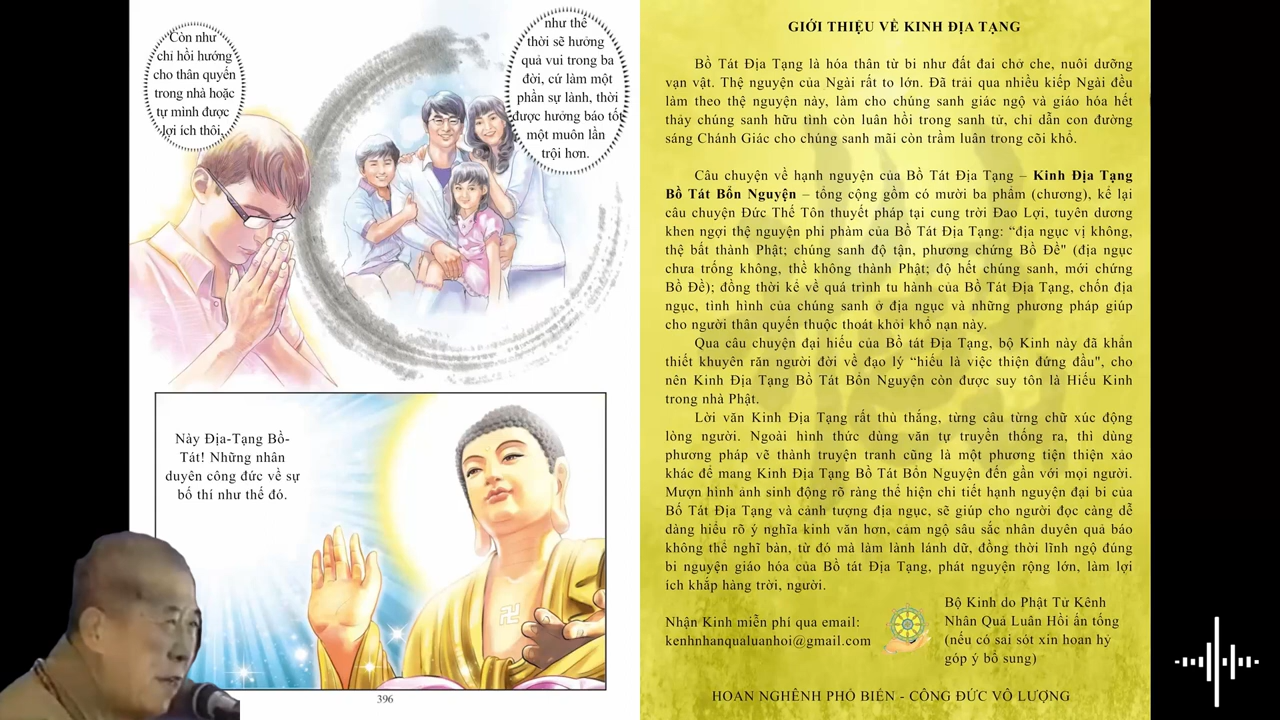 Còn như
chỉ hồi hướng
cho thân quyến
trong nhà hoặc
tự mình được
lợi ích thôi,
như thế
thời sẽ hưởng
quả vui trong ba
đời, cứ làm một
phần sự lành, thời
được hưởng báo tốt
một muôn lần
trội hơn.
Này Địa-Tạng Bồ-
Tát! Những nhân
duyên công đức về sự
bố thí như thế đó.
396
GIỚI THIỆU VỀ KINH ĐỊA TẠNG
Bồ Tát Địa Tạng là hóa thân từ bi như đất đai chở che, nuôi dưỡng
vạn vật. Thệ nguyện của Ngài rất to lớn. Đã trải qua nhiều kiếp Ngài đều
làm theo thệ nguyện này, làm cho chúng sanh giác ngộ và giáo hóa hết
thảy chúng sanh hữu tình còn luân hồi trong sanh tử, chỉ dẫn con đường
sáng Chánh Giác cho chúng sanh mãi còn trầm luân trong cõi khổ.
Câu chuyện về hạnh nguyện của Bồ Tát Địa Tạng – Kinh Địa Tạng
Bồ Tát Bổn Nguyện – tổng cộng gồm có mười ba phẩm (chương), kể lại
câu chuyện Đức Thế Tôn thuyết pháp tại cung trời Đao Lợi, tuyên dương
khen ngợi thệ nguyện phi phàm của Bồ Tát Địa Tạng: “địa ngục vị không,
thệ bất thành Phật; chúng sanh độ tận, phương chứng Bồ Đề" (địa ngục
chưa trống không, thề không thành Phật; độ hết chúng sanh, mới chứng
Bồ Đề); đồng thời kể về quá trình tu hành của Bồ Tát Địa Tạng, chốn địa
ngục, tình hình của chúng sanh ở địa ngục và những phương pháp giúp
cho người thân quyến thuộc thoát khỏi khổ nạn này.
Qua câu chuyện đại hiếu của Bồ tát Địa Tạng, bộ Kinh này đã khẩn
thiết khuyên răn người đời về đạo lý “hiếu là việc thiện đứng đầu", cho
nên Kinh Địa Tạng Bồ Tát Bổn Nguyện còn được suy tôn là Hiếu Kinh
trong nhà Phật.
Lời văn Kinh Địa Tạng rất thù thắng, từng câu từng chữ xúc động
lòng người. Ngoài hình thức dùng văn tự truyền thống ra, thì dùng
phương pháp vẽ thành truyện tranh cũng là một phương tiện thiện xảo
khác để mang Kinh Địa Tạng Bồ Tát Bổn Nguyện đến gần với mọi người.
Mượn hình ảnh sinh động rõ ràng thể hiện chi tiết hạnh nguyện đại bi của
Bồ Tát Địa Tạng và cảnh tượng địa ngục, sẽ giúp cho người đọc càng dễ
dàng hiểu rõ ý nghĩa kinh văn hơn, cảm ngộ sâu sắc nhân duyên quả báo
không thể nghĩ bàn, từ đó mà làm lành lánh dữ, đồng thời lĩnh ngộ đúng
bi nguyện giáo hóa của Bồ tát Địa Tạng, phát nguyện rộng lớn, làm lợi
ích khắp hàng trời, người.
Nhận Kinh miễn phí qua email:
kenhnhanqualuanhoi@gmail.com
Bộ Kinh do Phật Tử Kênh
Nhân Quả Luân Hồi ấn tống
(nếu có sai sót xin hoan hỷ
góp ý bổ sung)
HOAN NGHÊNH PHỔ BIẾN - CÔNG ĐỨC VÔ LƯỢNG